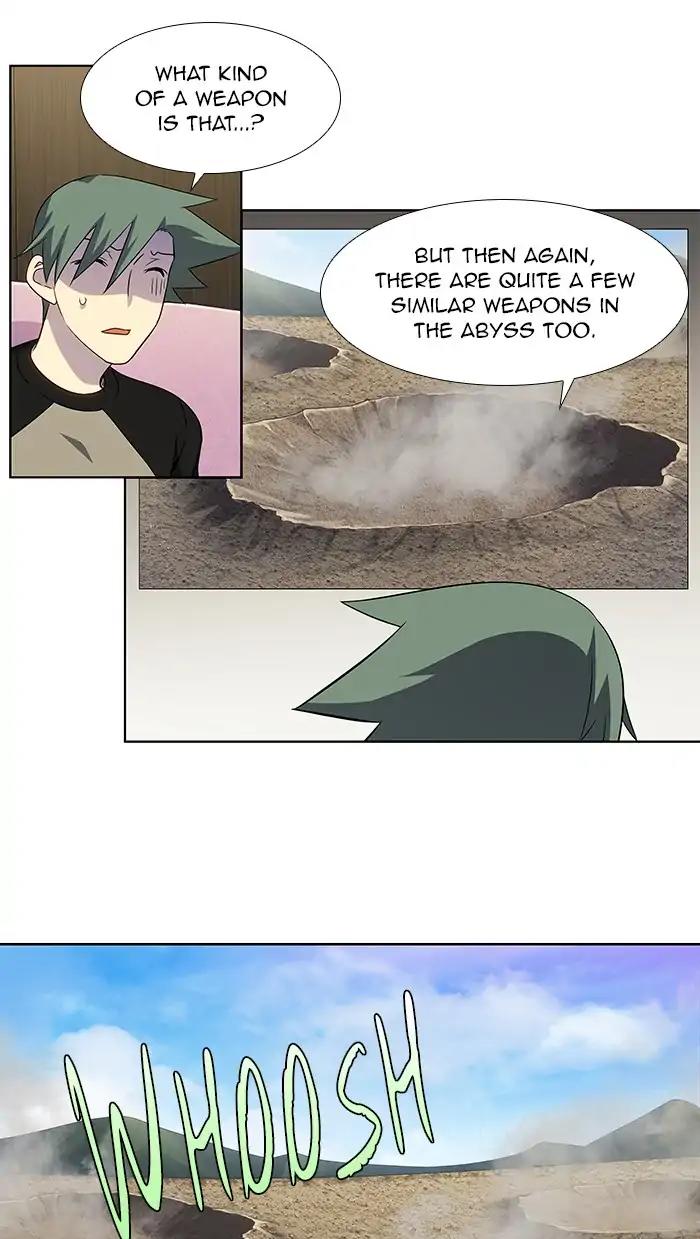 WHAT KIND
OF A WEAPON
IS THAT...?
BUT THEN AGAIN,
THERE ARE QUITE A FEW
SIMILAR WEAPONS IN
THE ABYSS TOO.
WHOOSH